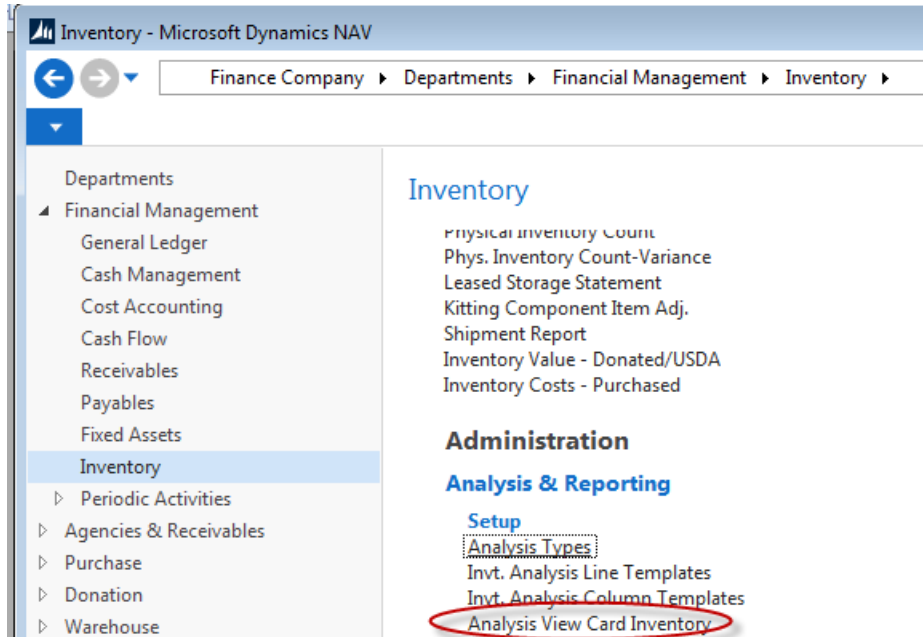 Inventory - Microsoft Dynamics NAV
Finance Company ▸ Departments ▸ Financial Management ▸ Inventory ▸
Departments
Financial Management
General Ledger
Cash Management
Cost Accounting
Cash Flow
Receivables
Payables
Fixed Assets
Inventory
Periodic Activities
Agencies & Receivables
Purchase
Donation
Warehouse
Inventory
Physical Inventory Count
Phys. Inventory Count-Variance
Leased Storage Statement
Kitting Component Item Adj.
Shipment Report
Inventory Value - Donated/USDA
Inventory Costs - Purchased
Administration
Analysis & Reporting
Setup
Analysis Types
Invt. Analysis Line Templates
Invt. Analysis Column Templates
Analysis View Card Inventory